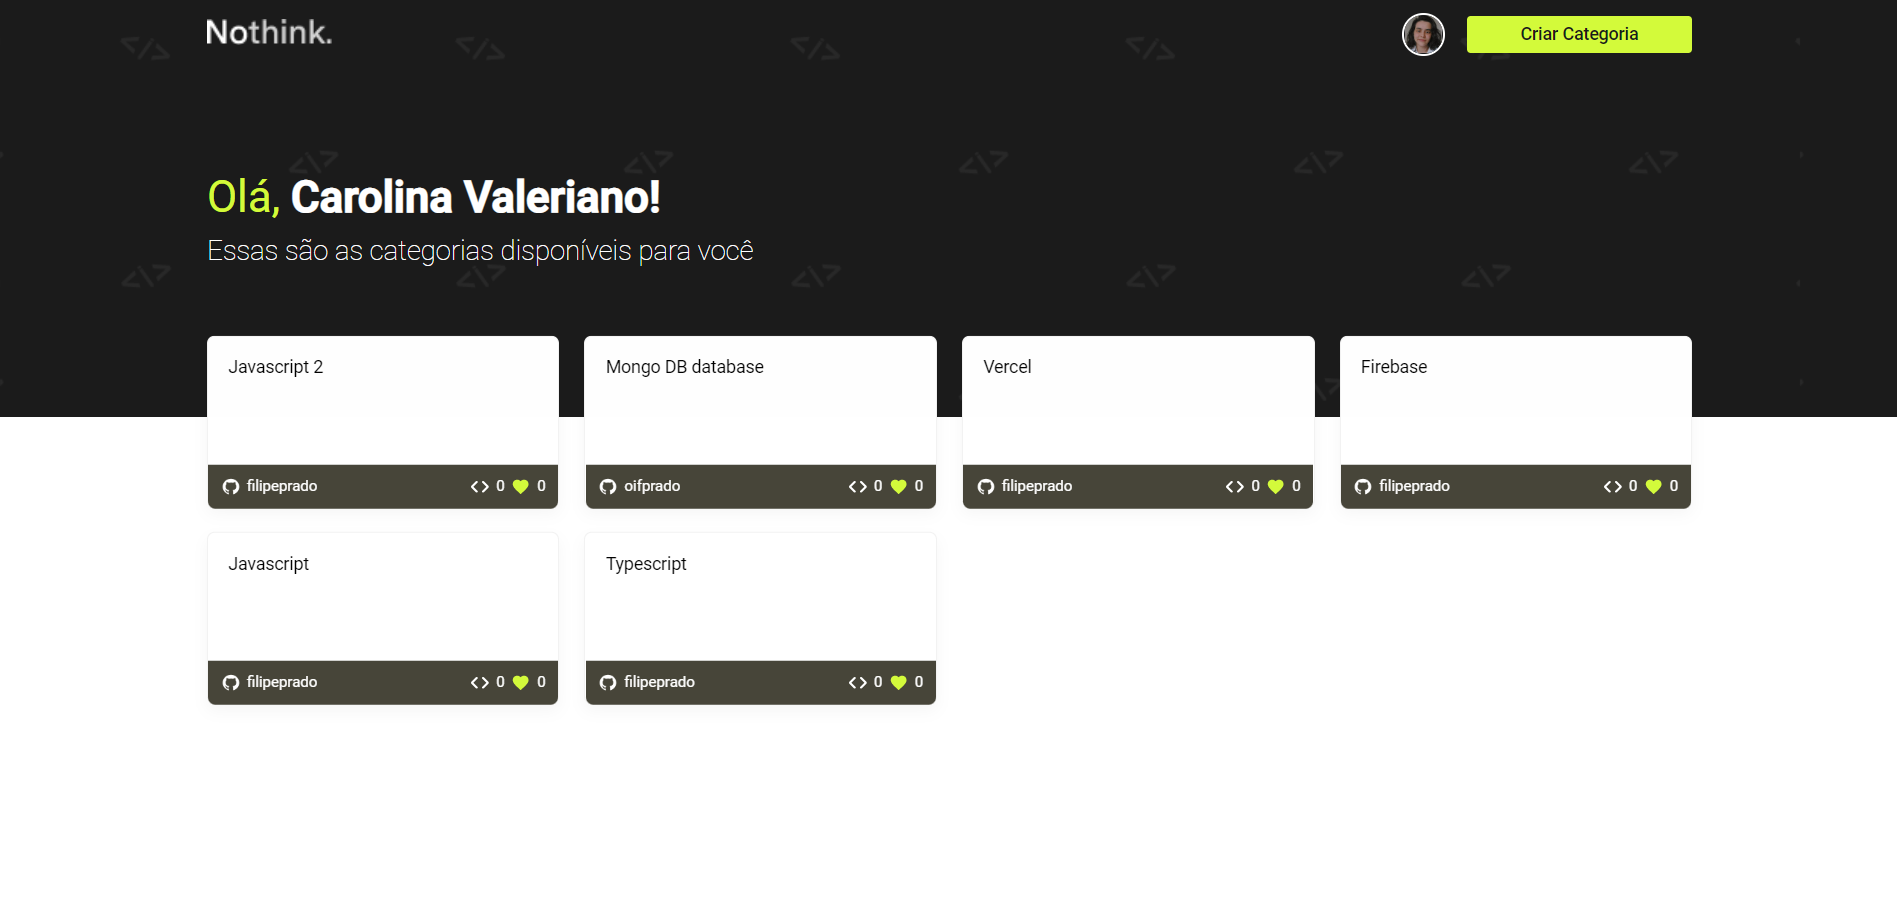 Nothink.
Criar Categoria
Olá, Carolina Valeriano!
Essas são as categorias disponíveis para você
Javascript 2
filipeprado 0 0
Mongo DB database
oifprado 0 0
Vercel
filipeprado 0 0
Firebase
filipeprado 0 0
Javascript
filipeprado 0 0
Typescript
filipeprado 0 0